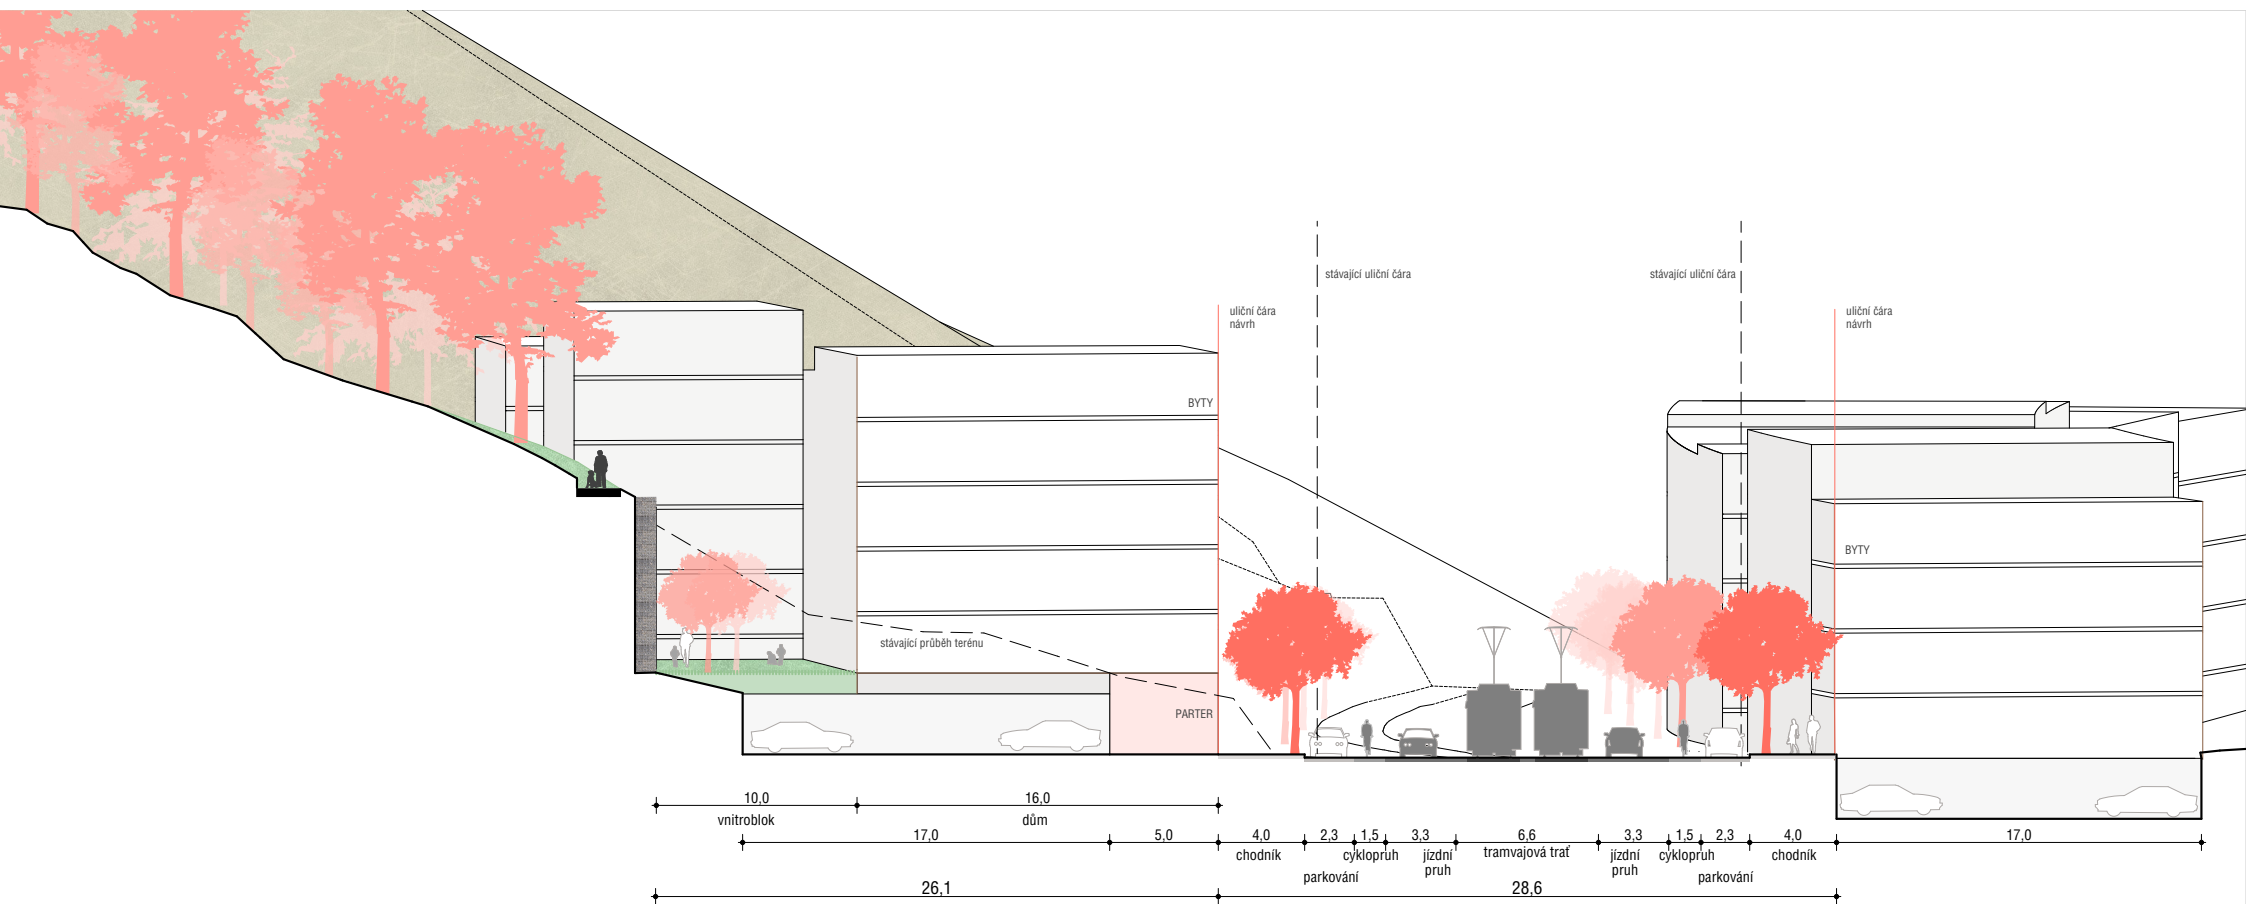 stávající uliční čára
stávající uliční čára
uliční čára
návrh
uliční čára
návrh
BYTY
BYTY
stávající průběh terénu
PARTER
10,0
16,0
vnitroblok
dům
17,0
5,0
4,0
2,3
1,5
3,3
6,6
3,3
1,5
2,3
4,0
17,0
chodník
cyklopruh
jízdní
pruh
tramvajová trať
jízdní
pruh
cyklopruh
chodník
parkování
parkování
26,1
28,6